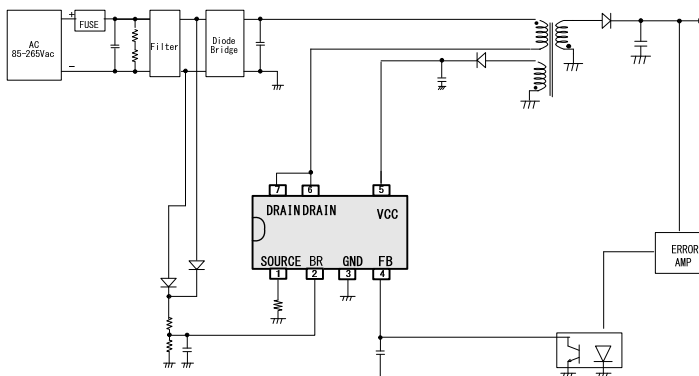 +
FUSE
AC
85-265Vac
Filter
Diode
Bridge
−
7
6
5
DRAIN DRAIN
VCC
SOURCE BR GND FB
1
2
3
4
ERROR
AMP